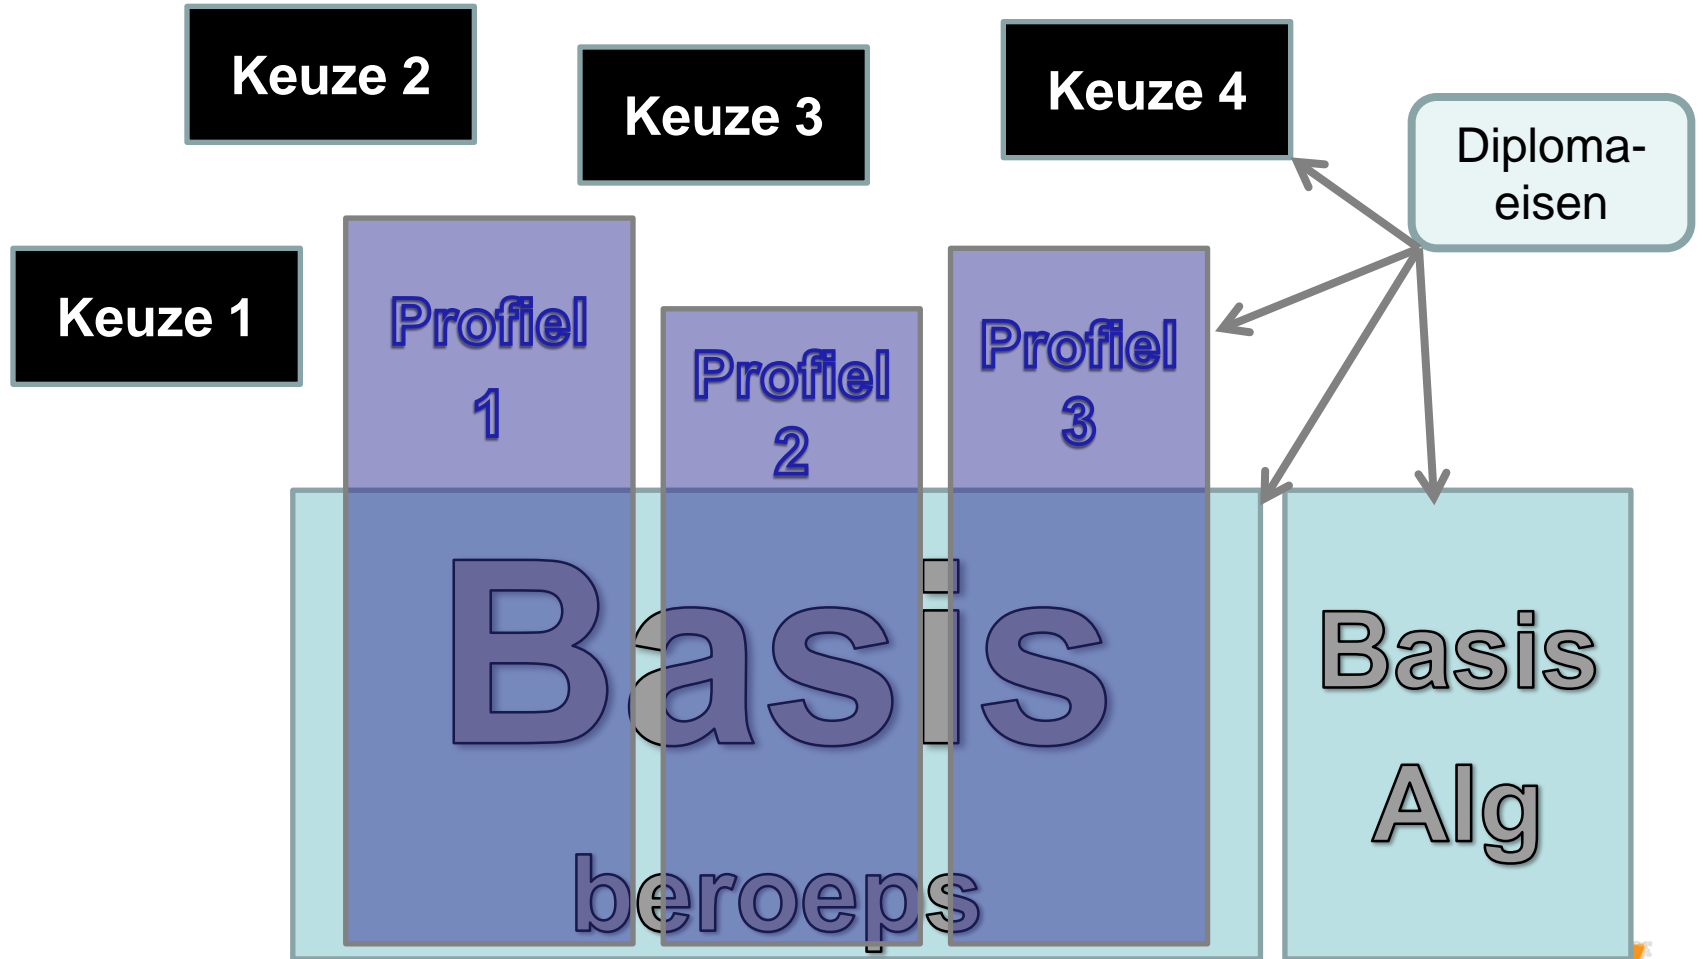 Keuze 2
Keuze 3
Keuze 4
Diploma-
eisen
Keuze 1
Profiel
1
Profiel
2
Profiel
3
Basis
beroeps
Basis
Alg